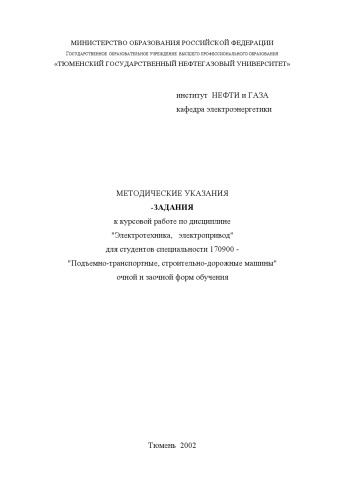 МИНИСТЕРСТВО ОБРАЗОВАНИЯ РОССИЙСКОЙ ФЕДЕРАЦИИ
ГОСУДАРСТВЕННОЕ ОБРАЗОВАТЕЛЬНОЕ УЧРЕЖДЕНИЕ ВЫСШЕГО ПРОФЕССИОНАЛЬНОГО ОБРАЗОВАНИЯ
«ТЮМЕНСКИЙ ГОСУДАРСТВЕННЫЙ НЕФТЕГАЗОВЫЙ УНИВЕРСИТЕТ»
институт НЕФТИ и ГАЗА
кафедра электроэнергетики
МЕТОДИЧЕСКИЕ УКАЗАНИЯ
-ЗАДАНИЯ
к курсовой работе по дисциплине
"Электротехника, электропривод"
для студентов специальности 170900 -
"Подъемно-транспортные, строительно-дорожные машины"
очной и заочной форм обучения
Тюмень 2002